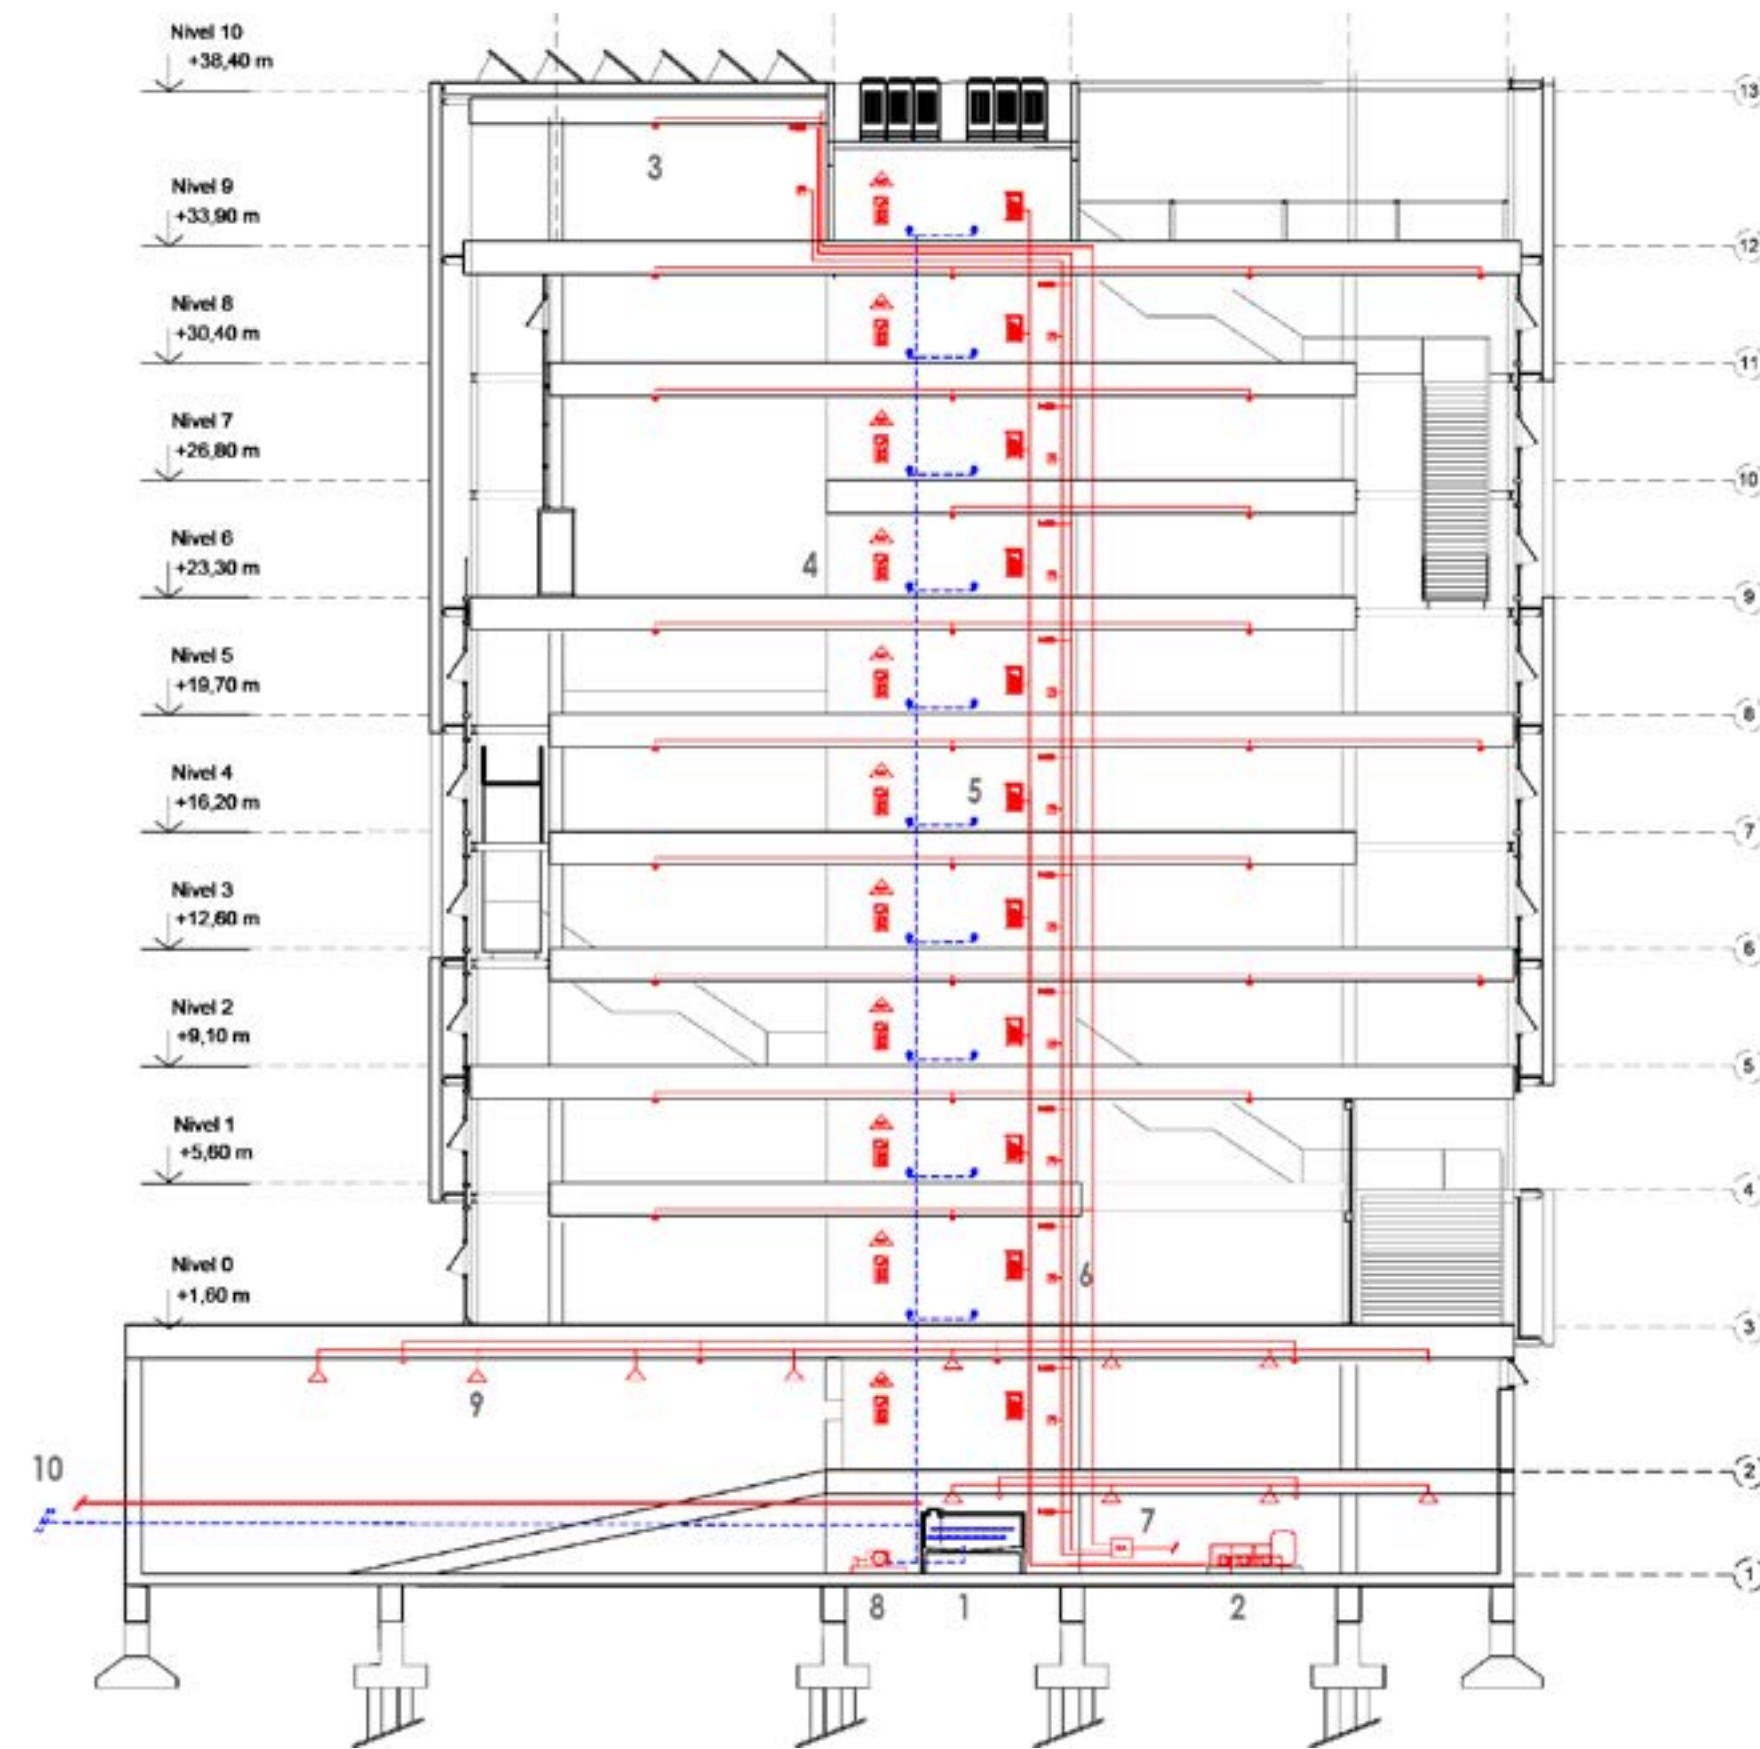 Nivel 10
+38,40 m
13
3
Nivel 9
+33,90 m
12
Nivel 8
+30,40 m
11
Nivel 7
+26,80 m
10
Nivel 6
+23,30 m
4
9
Nivel 5
+19,70 m
8
Nivel 4
+16,20 m
5
7
Nivel 3
+12,60 m
6
Nivel 2
+9,10 m
5
Nivel 1
+5,60 m
4
Nivel 0
+1,60 m
6
3
9
10
2
7
1
8
1
2